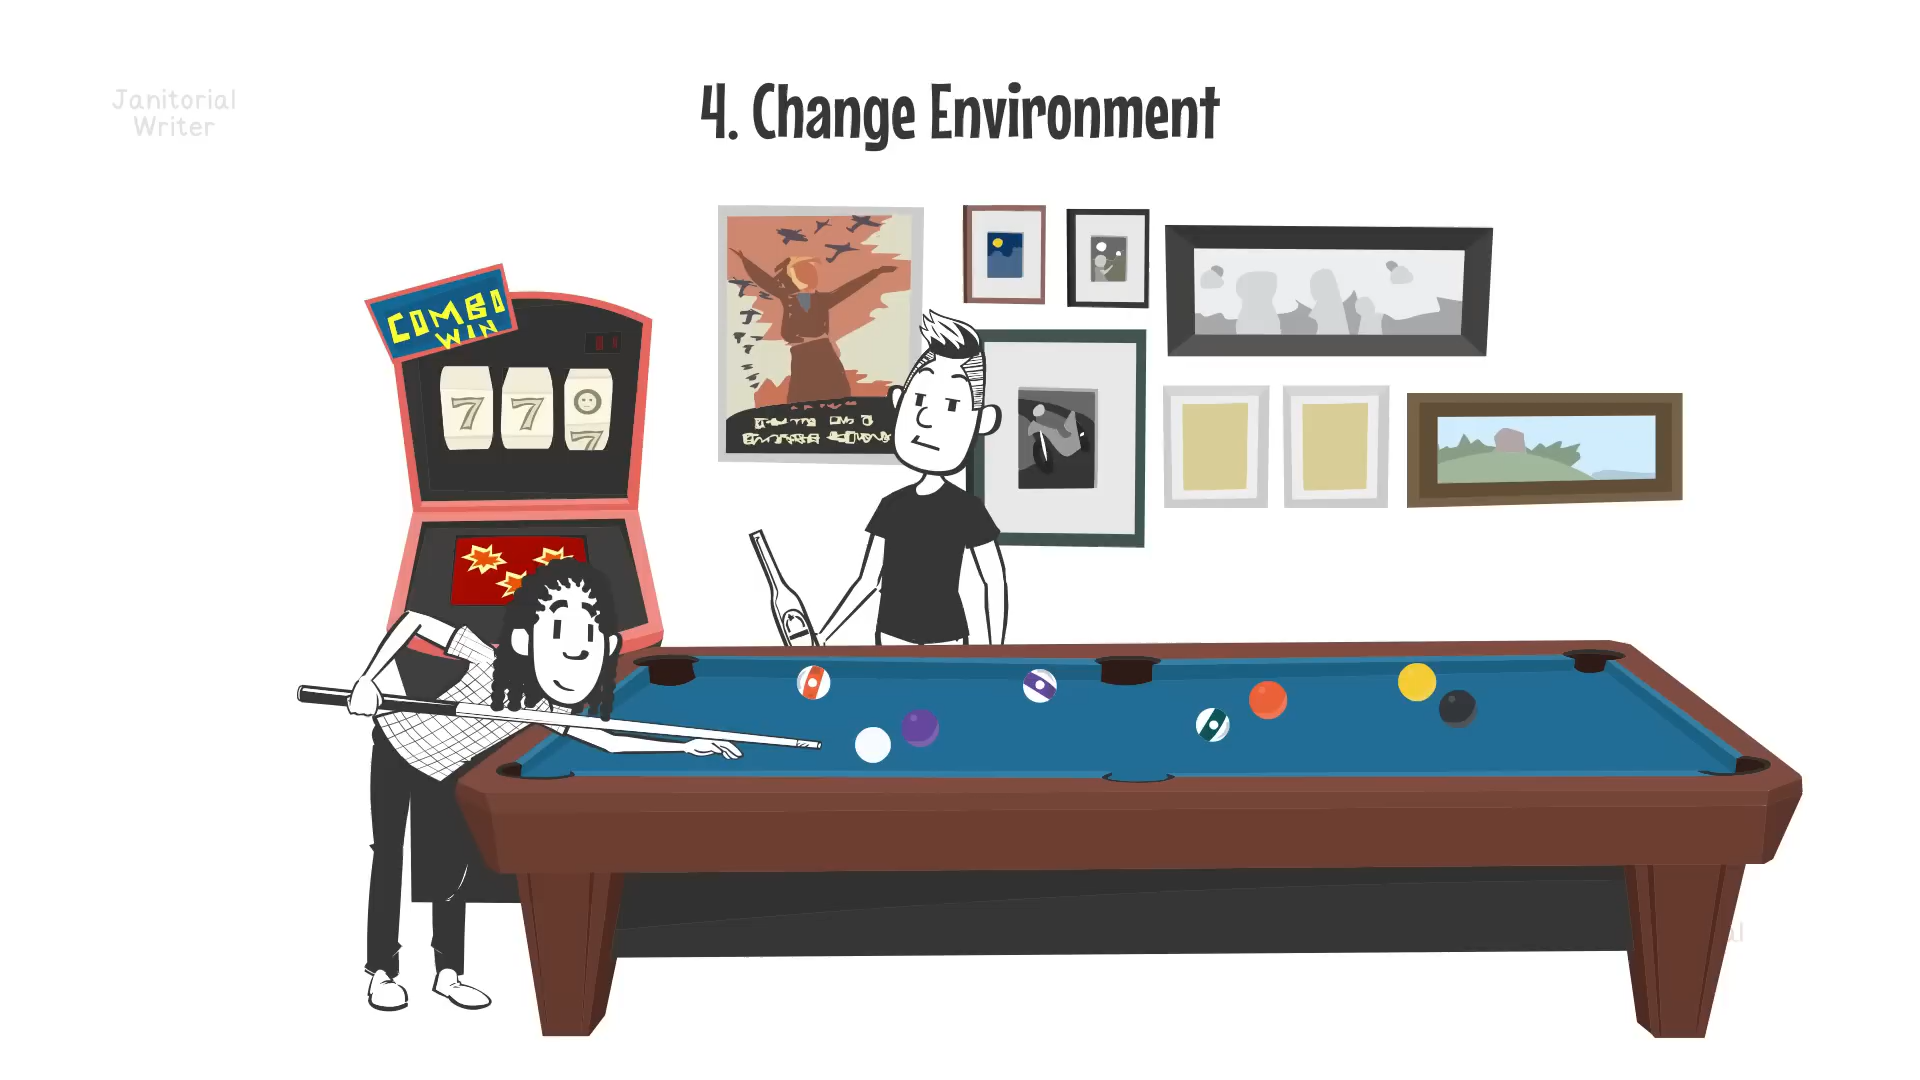 Janitorial
Writer
4. Change Environment
COMBO
WIN
7 7
7